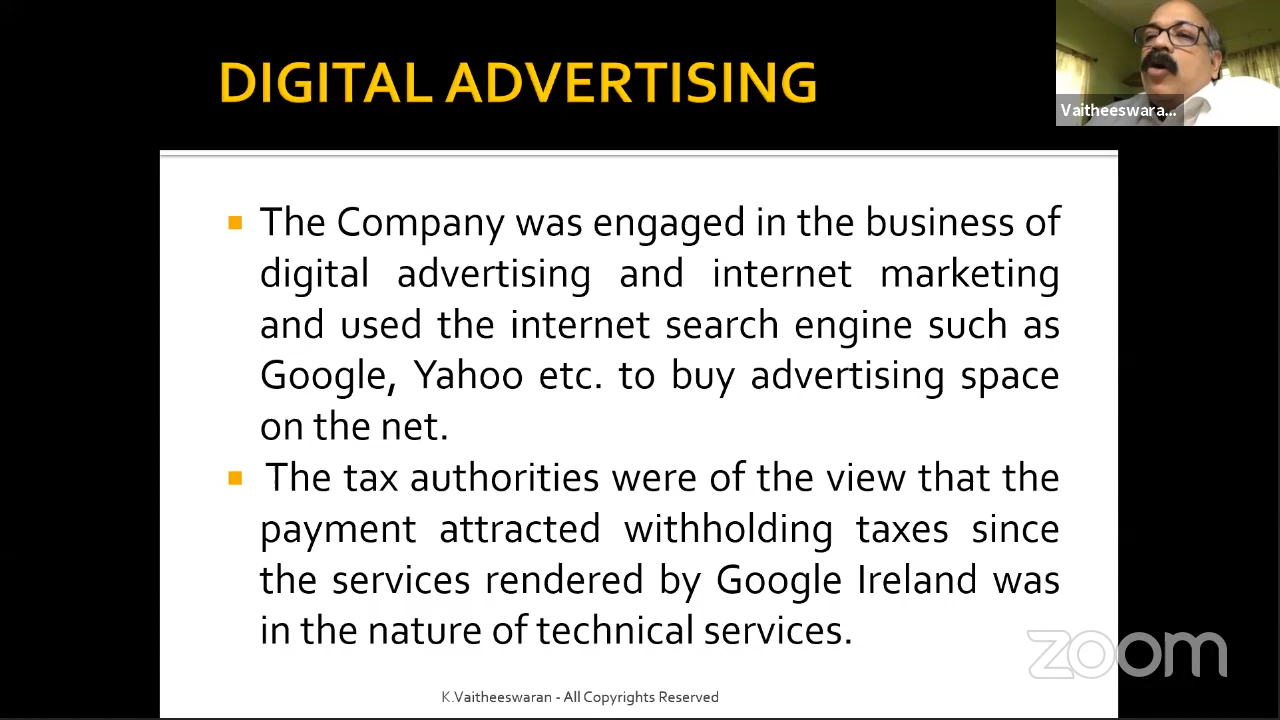 DIGITAL ADVERTISING
Vaitheeswara...
The Company was engaged in the business of
digital advertising and internet marketing
and used the internet search engine such as
Google, Yahoo etc. to buy advertising space
on the net.
The tax authorities were of the view that the
payment attracted withholding taxes since
the services rendered by Google Ireland was
in the nature of technical services.
zoom
K.Vaitheeswaran - All Copyrights Reserved